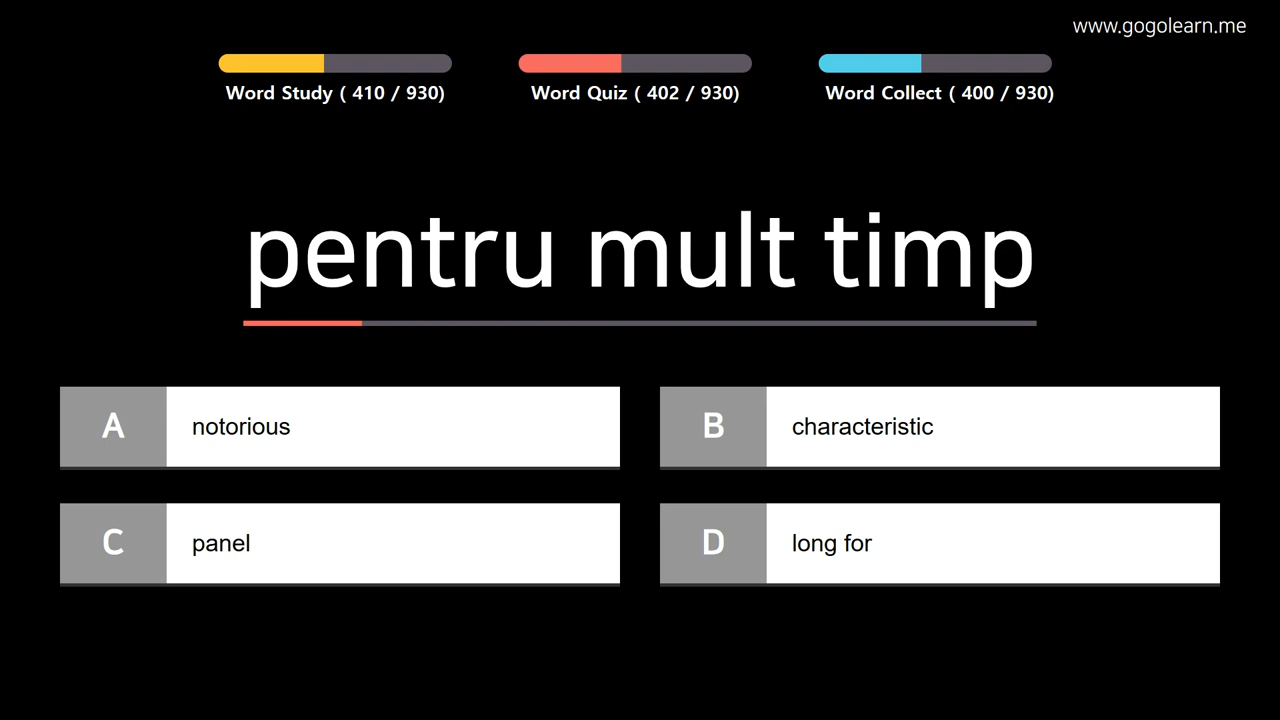 www.gogolearn.me
Word Study ( 410 / 930)
Word Quiz ( 402 / 930)
Word Collect ( 400 / 930)
pentru mult timp
A notorious
B characteristic
C panel
D long for